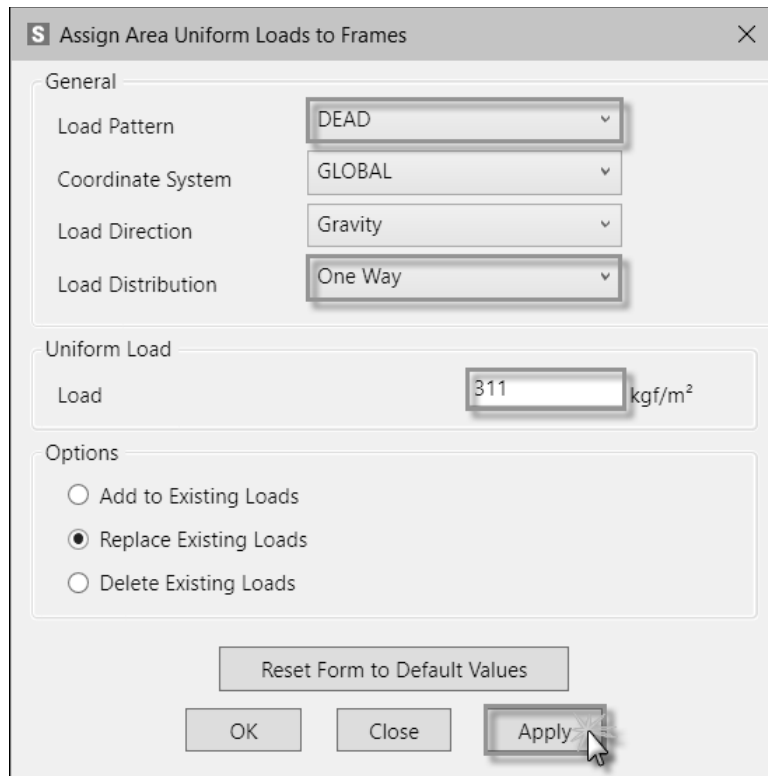 S Assign Area Uniform Loads to Frames
General
Load Pattern DEAD
Coordinate System GLOBAL
Load Direction Gravity
Load Distribution One Way
Uniform Load
Load 311 kgf/m²
Options
Add to Existing Loads
Replace Existing Loads
Delete Existing Loads
Reset Form to Default Values
OK Close Apply